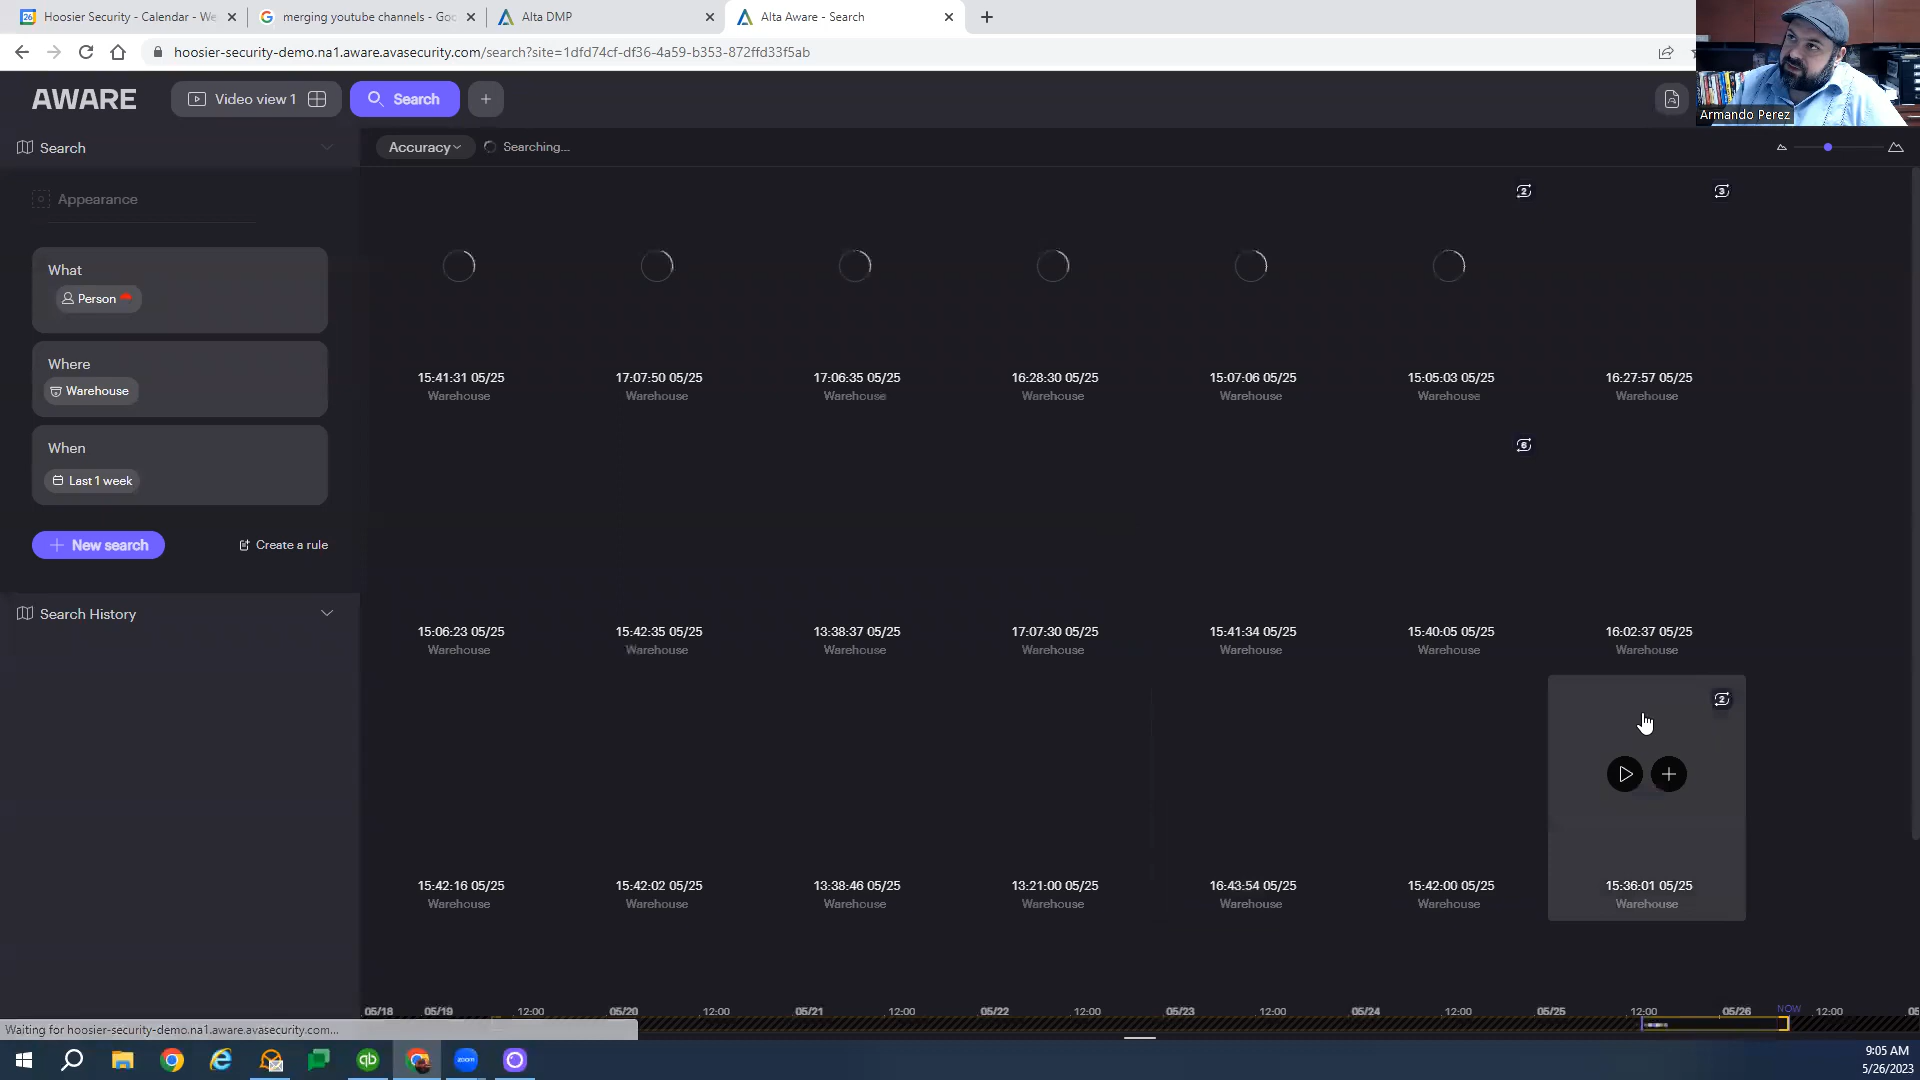 Hoosier Security - Calendar - We
merging youtube channels - Goo
Alta DMP
Alta Aware - Search
hoosier-security-demo.na1.aware.avasecurity.com/search?site=1dfd74cf-df36-4a59-b353-872ffd33f5ab
Armando Perez
AWARE
Video view 1
Search
Search
Accuracy
Searching...
Appearance
2
3
What
Person
Where
Warehouse
When
Last 1 week
New search
Create a rule
Search History
15:41:31 05/25 17:07:50 05/25 17:06:35 05/25 16:28:30 05/25 15:07:06 05/25 15:05:03 05/25 16:27:57 05/25
Warehouse Warehouse Warehouse Warehouse Warehouse Warehouse Warehouse
6
15:06:23 05/25 15:42:35 05/25 13:38:37 05/25 17:07:30 05/25 15:41:34 05/25 15:40:05 05/25 16:02:37 05/25
Warehouse Warehouse Warehouse Warehouse Warehouse Warehouse Warehouse
2
15:42:16 05/25 15:42:02 05/25 13:38:46 05/25 13:21:00 05/25 16:43:54 05/25 15:42:00 05/25 15:36:01 05/25
Warehouse Warehouse Warehouse Warehouse Warehouse Warehouse Warehouse
05/18 05/19 12:00 05/20 12:00 05/21 12:00 05/22 12:00 05/23 12:00 05/24 12:00 05/25 12:00 05/26 NOW 12:00
Waiting for hoosier-security-demo.na1.aware.avasecurity.com...
qb
zoom
9:05 AM
5/26/2023